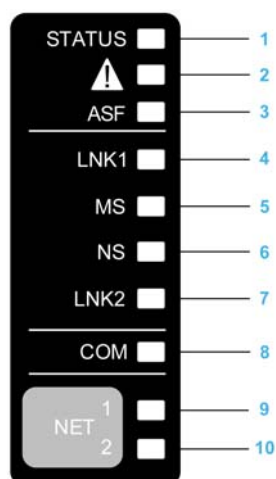 STATUS 1
2
ASF 3
LNK1 4
MS 5
NS 6
LNK2 7
COM 8
1 9
NET
2 10